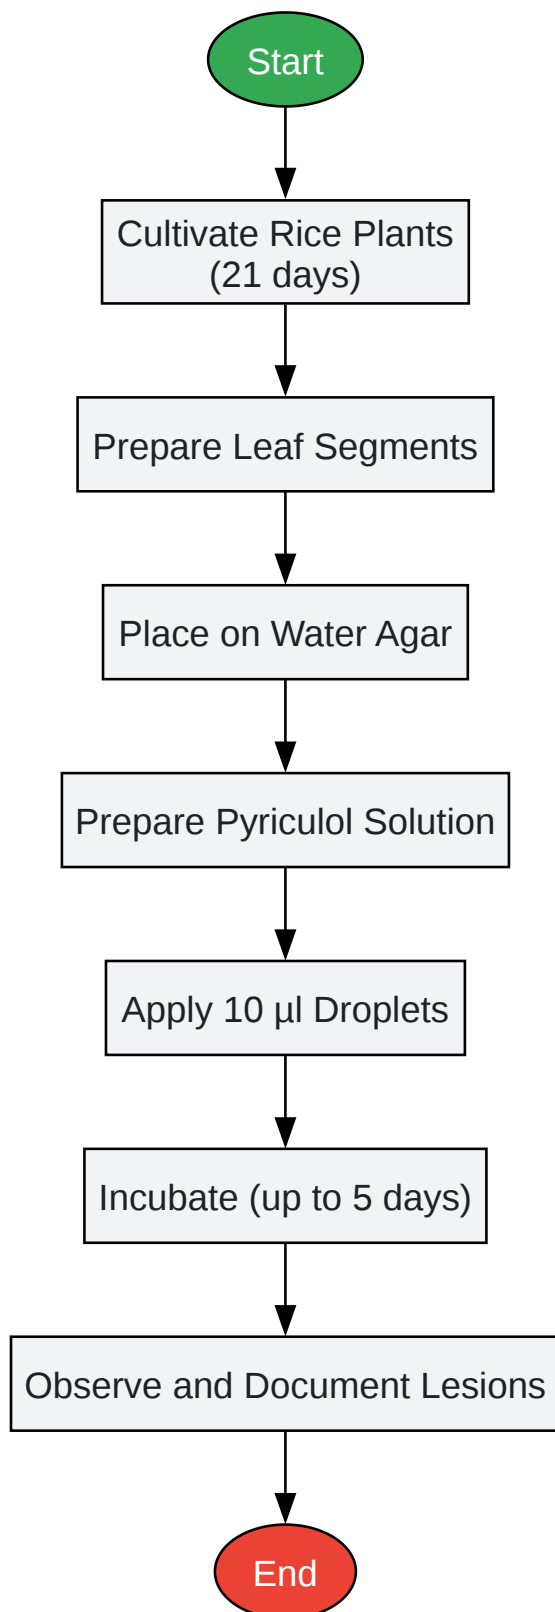 Start
Cultivate Rice Plants
(21 days)
Prepare Leaf Segments
Place on Water Agar
Prepare Pyriculol Solution
Apply 10 µl Droplets
Incubate (up to 5 days)
Observe and Document Lesions
End